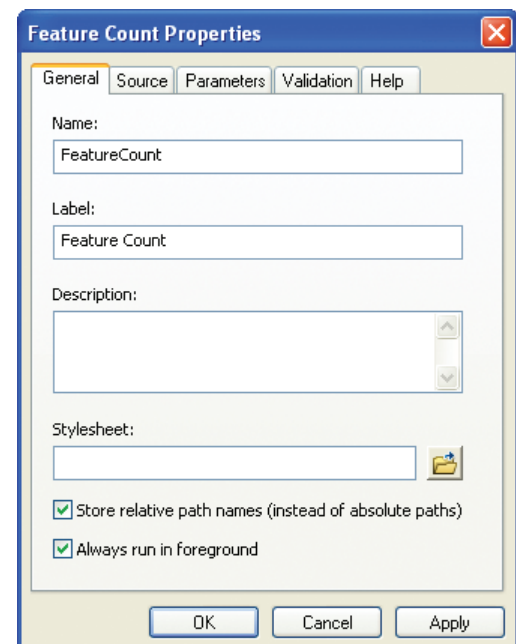 Feature Count Properties
General Source Parameters Validation Help
Name:
FeatureCount
Label:
Feature Count
Description:
Stylesheet:
Store relative path names (instead of absolute paths)
Always run in foreground
OK Cancel Apply